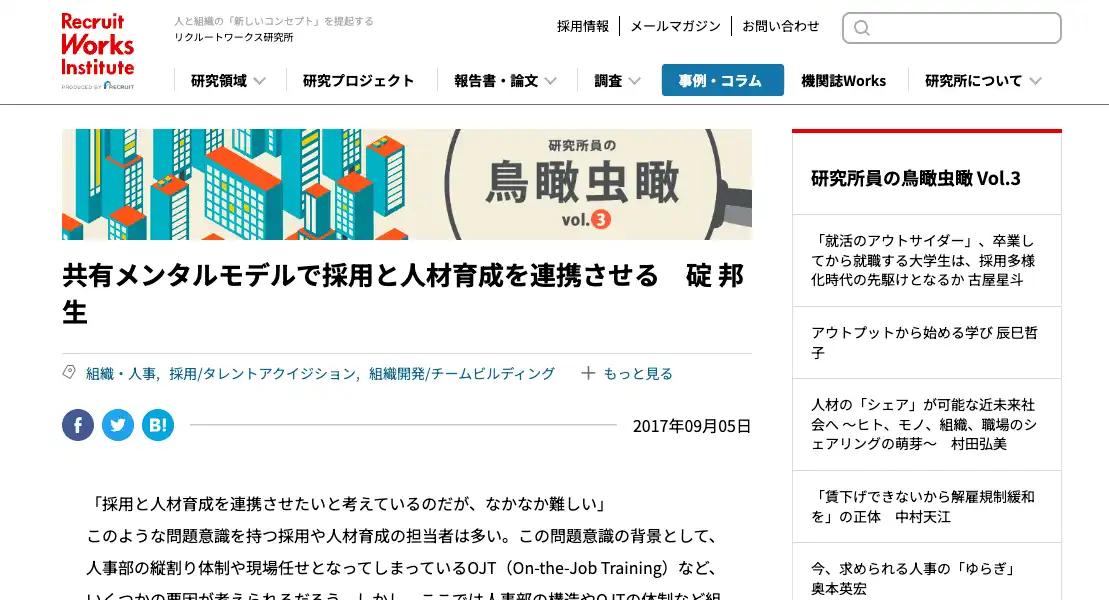 Recruit
Works
Institute
PRODUCED BY RECRUIT
人と組織の「新しいコンセプト」を提起する
リクルートワークス研究所
採用情報
メールマガジン
お問い合わせ
研究領域
研究プロジェクト
報告書・論文
調査
事例・コラム
機関誌Works
研究所について
研究所員の
鳥瞰虫瞰
vol.3
共有メンタルモデルで採用と人材育成を連携させる　碇 邦
生
組織・人事, 採用/タレントアクイジション, 組織開発/チームビルディング
もっと見る
f
B!
2017年09月05日
「採用と人材育成を連携させたいと考えているのだが、なかなか難しい」
このような問題意識を持つ採用や人材育成の担当者は多い。この問題意識の背景として、
人事部の縦割り体制や現場任せとなってしまっているOJT（On-the-Job Training）など、
いくつかの要因が考えられるだろう。しかし、ここでは人事部の構造やOJTの体制など組
研究所員の鳥瞰虫瞰 Vol.3
「就活のアウトサイダー」、卒業し
てから就職する大学生は、採用多様
化時代の先駆けとなるか 古屋星斗
アウトプットから始める学び 辰巳哲
子
人材の「シェア」が可能な近未来社
会へ ～ヒト、モノ、組織、職場のシ
ェアリングの萌芽～　村田弘美
「賃下げできないから解雇規制緩和
を」の正体　中村天江
今、求められる人事の「ゆらぎ」
奥本英宏